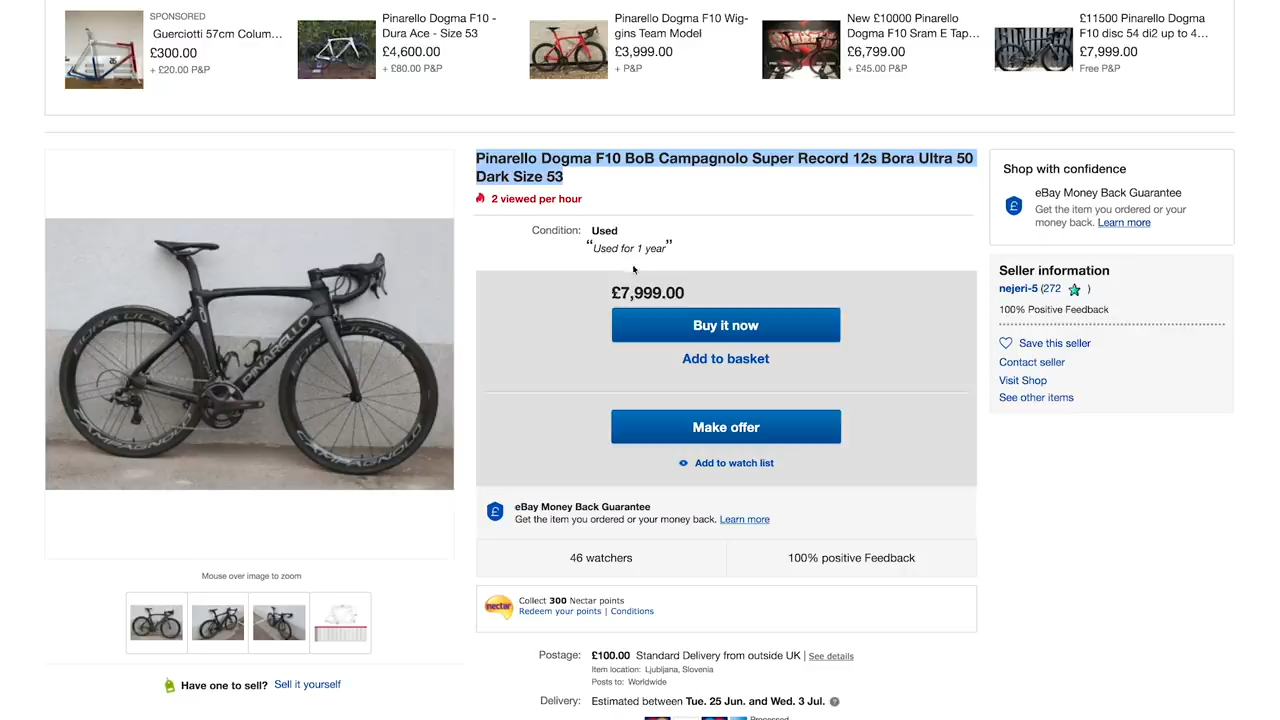 SPONSORED
Guerciotti 57cm Colum...
£300.00
+ £20.00 P&P
Pinarello Dogma F10 -
Dura Ace - Size 53
£4,600.00
+ £80.00 P&P
Pinarello Dogma F10 Wig-
gins Team Model
£3,999.00
+ P&P
New £10000 Pinarello
Dogma F10 Sram E Tap...
£6,799.00
+ £45.00 P&P
£11500 Pinarello Dogma
F10 disc 54 di2 up to 4...
£7,999.00
Free P&P
Pinarello Dogma F10 BoB Campagnolo Super Record 12s Bora Ultra 50
Dark Size 53
2 viewed per hour
Condition: Used
“Used for 1 year”
£7,999.00
Buy it now
Add to basket
Make offer
Add to watch list
eBay Money Back Guarantee
Get the item you ordered or your money back. Learn more
46 watchers
100% positive Feedback
nectar
Collect 300 Nectar points
Redeem your points | Conditions
Postage: £100.00 Standard Delivery from outside UK | See details
Item location: Ljubljana, Slovenia
Posts to: Worldwide
Delivery: Estimated between Tue. 25 Jun. and Wed. 3 Jul.
Processed
Shop with confidence
eBay Money Back Guarantee
Get the item you ordered or your
money back. Learn more
Seller information
nejeri-5 (272 )
100% Positive Feedback
Save this seller
Contact seller
Visit Shop
See other items
BORA ULTRA
PINARELLO
CAMPAGNOLO
CAMPAGNOLO
Mouse over image to zoom
Have one to sell? Sell it yourself